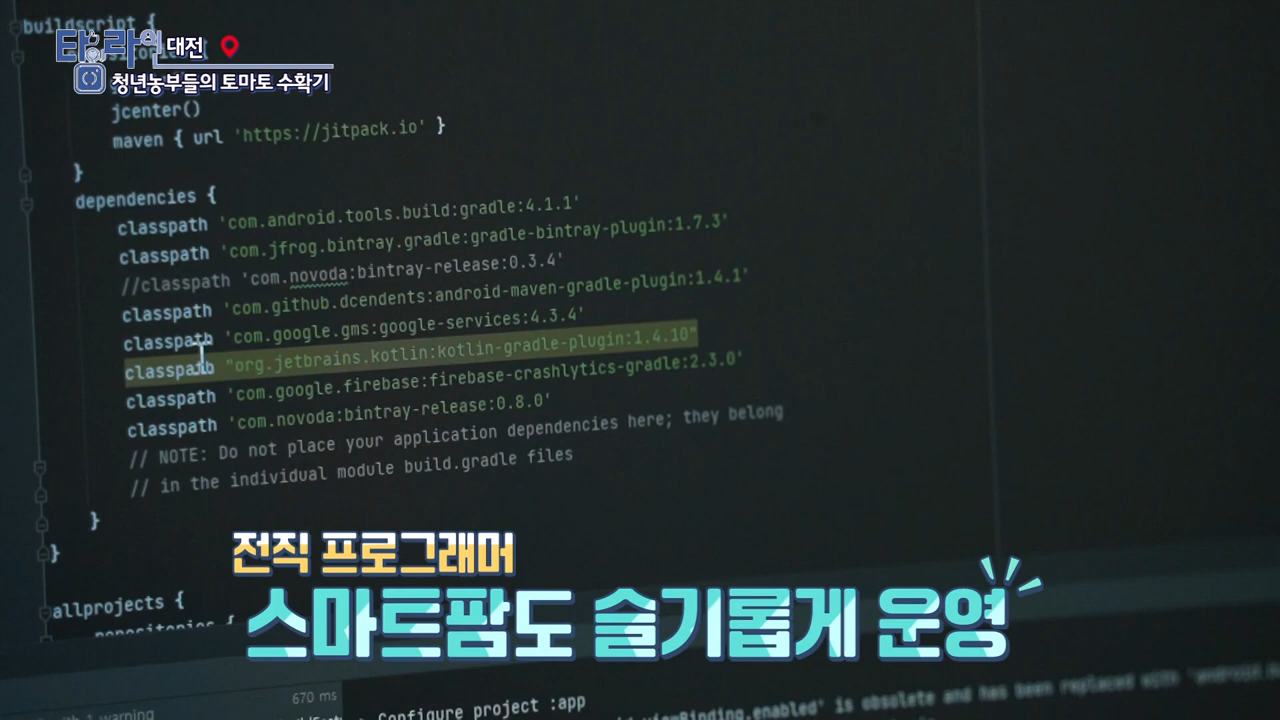 buildscript {
타라의 대전
청년농부들의 토마토 수확기
jcenter()
maven { url 'https://jitpack.io' }
}
dependencies {
classpath 'com.android.tools.build:gradle:4.1.1'
classpath 'com.jfrog.bintray.gradle:gradle-bintray-plugin:1.7.3'
//classpath 'com.novoda:bintray-release:0.3.4'
classpath 'com.github.dcendents:android-maven-gradle-plugin:1.4.1'
classpath 'com.google.gms:google-services:4.3.4'
classpath "org.jetbrains.kotlin:kotlin-gradle-plugin:1.4.10"
classpath 'com.google.firebase:firebase-crashlytics-gradle:2.3.0'
classpath 'com.novoda:bintray-release:0.8.0'
// NOTE: Do not place your application dependencies here; they belong
// in the individual module build.gradle files
}
}
전직 프로그래머
스마트팜도 슬기롭게 운영
allprojects {
repositories {
670 ms
with 1 warning
Configure project :app
viewBinding.enabled' is obsolete and has been replaced with 'android.